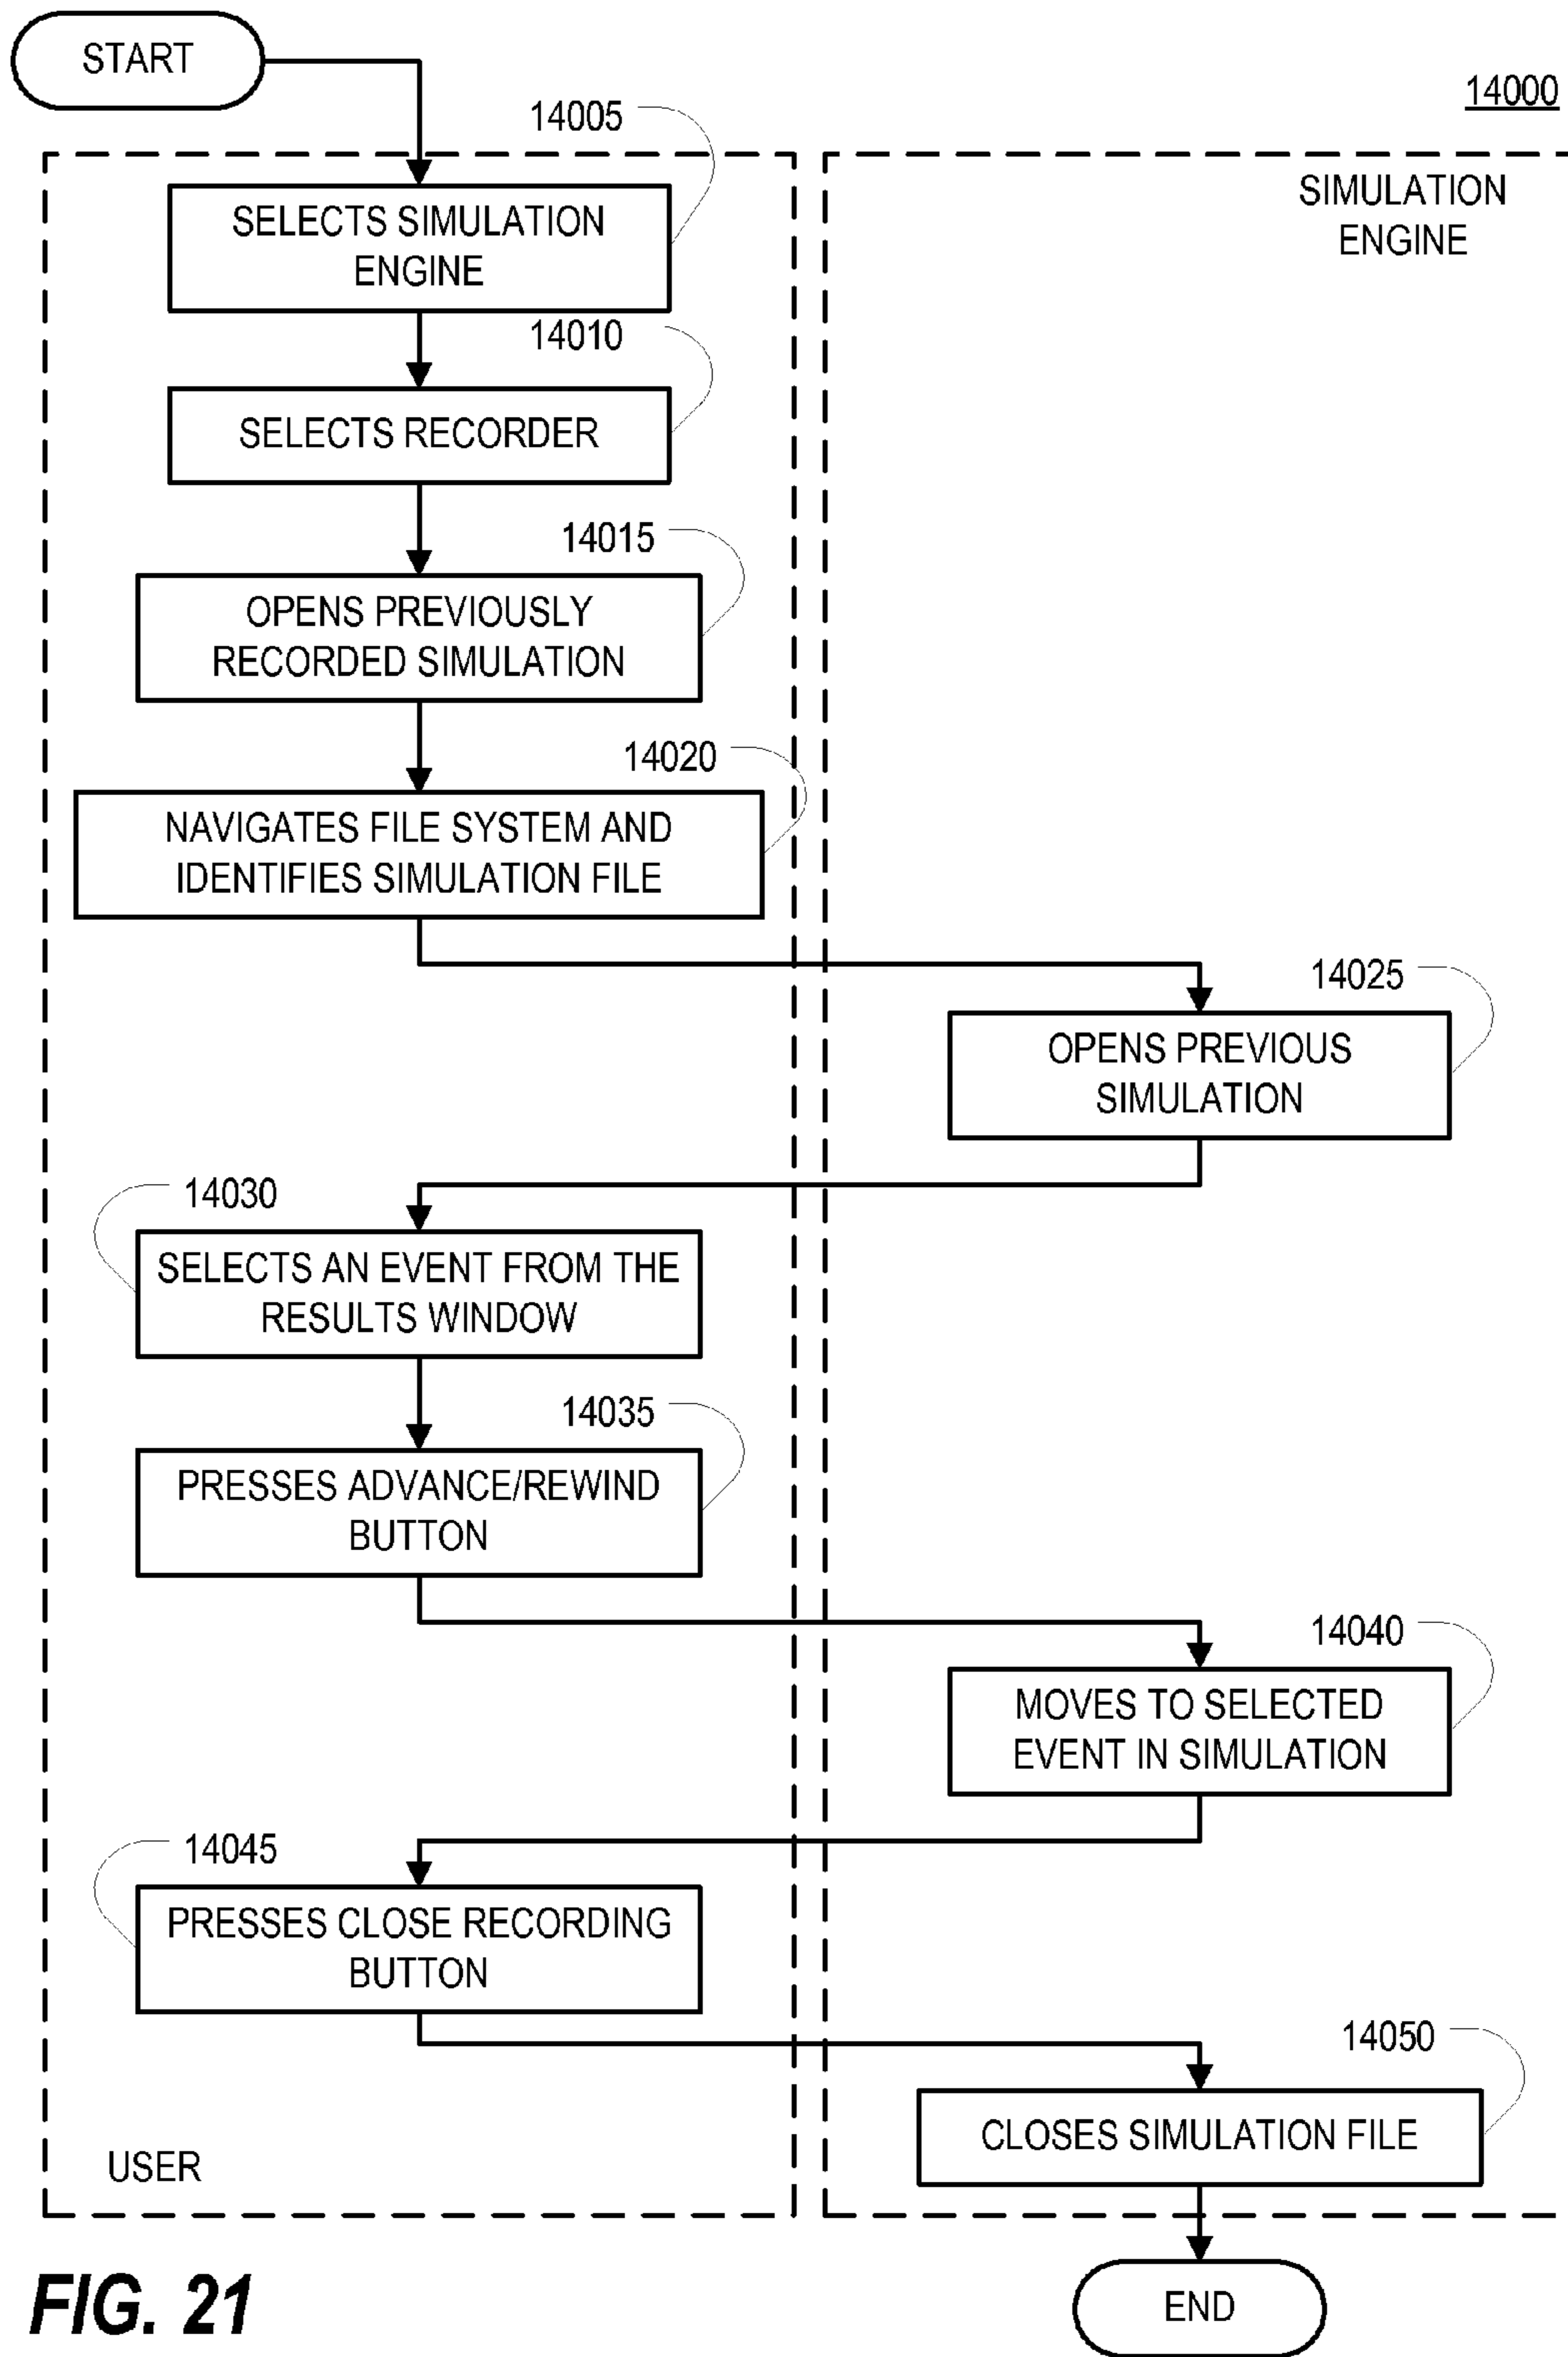 START
14000
14005
SIMULATION
ENGINE
SELECTS SIMULATION
ENGINE
14010
SELECTS RECORDER
14015
OPENS PREVIOUSLY
RECORDED SIMULATION
14020
NAVIGATES FILE SYSTEM AND
IDENTIFIES SIMULATION FILE
14025
OPENS PREVIOUS
SIMULATION
14030
SELECTS AN EVENT FROM THE
RESULTS WINDOW
14035
PRESSES ADVANCE/REWIND
BUTTON
14040
MOVES TO SELECTED
EVENT IN SIMULATION
14045
PRESSES CLOSE RECORDING
BUTTON
14050
CLOSES SIMULATION FILE
USER
END
FIG. 21